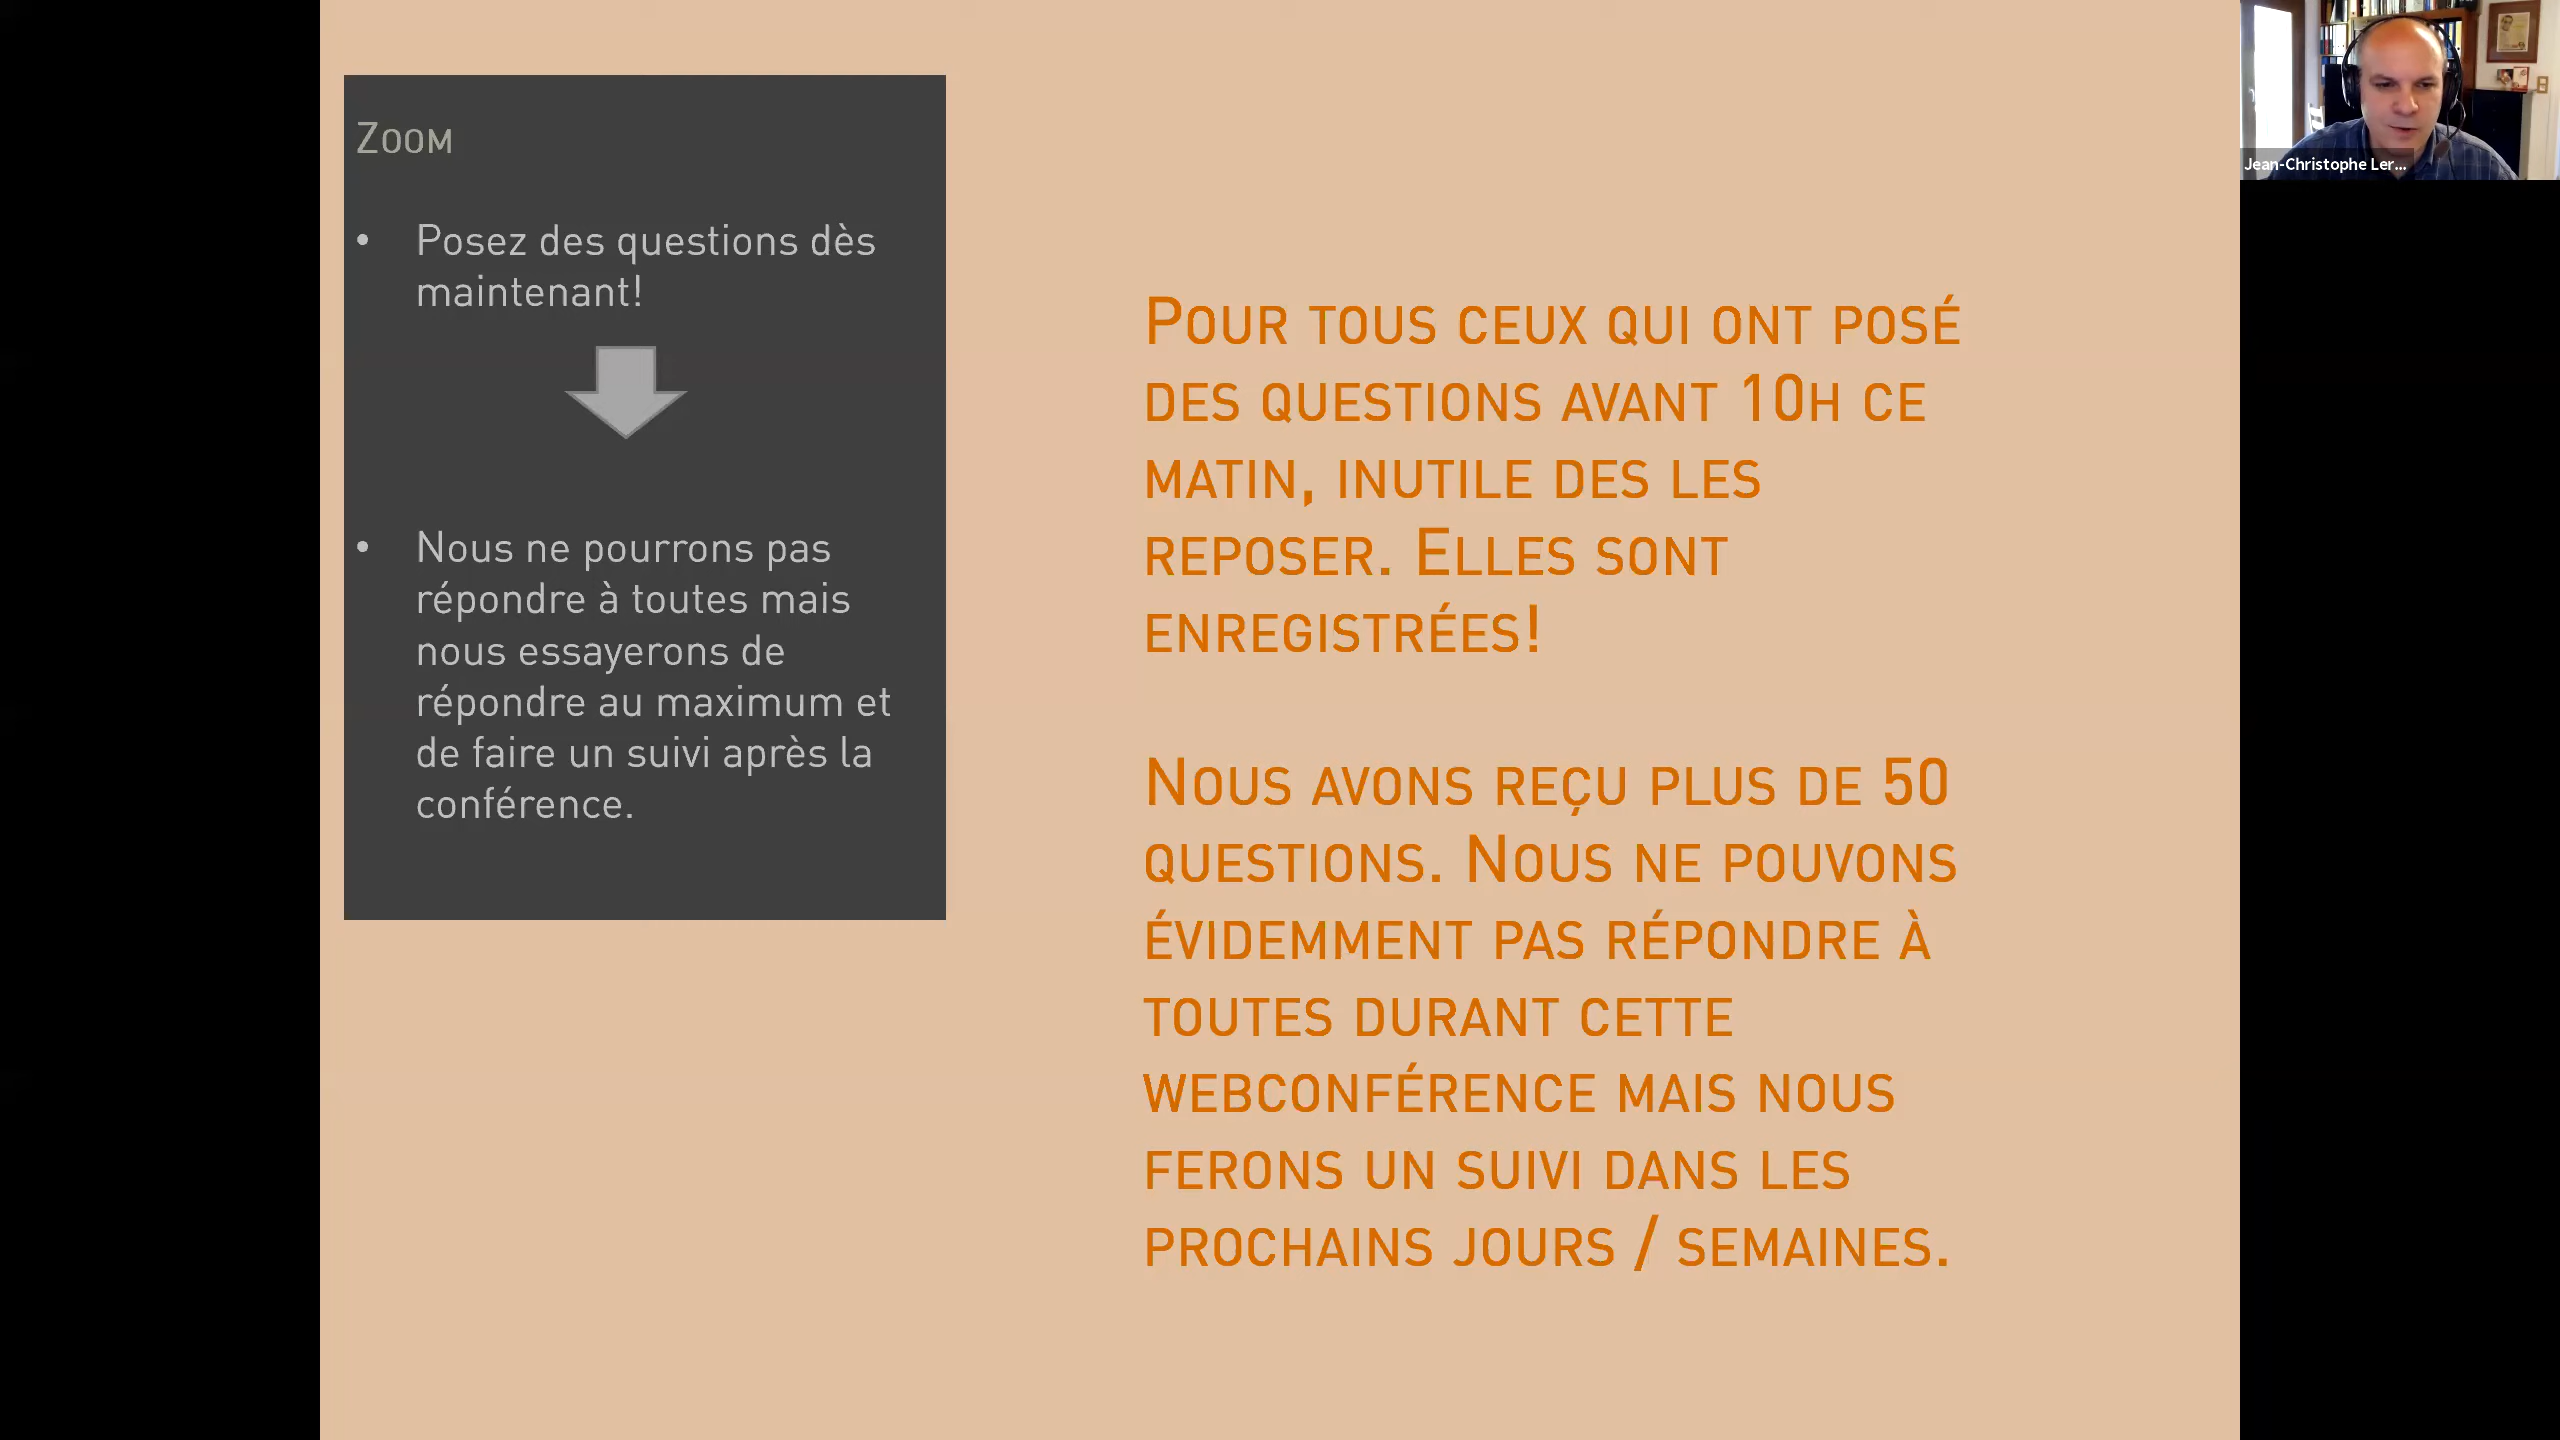 Zoom
• Posez des questions dès
maintenant!
• Nous ne pourrons pas
répondre à toutes mais
nous essayerons de
répondre au maximum et
de faire un suivi après la
conférence.
Pour tous ceux qui ont posé
des questions avant 10h ce
matin, inutile des les
reposer. Elles sont
enregistrées!
Nous avons reçu plus de 50
questions. Nous ne pouvons
évidemment pas répondre à
toutes durant cette
webconférence mais nous
ferons un suivi dans les
prochains jours / semaines.
Jean-Christophe Ler...